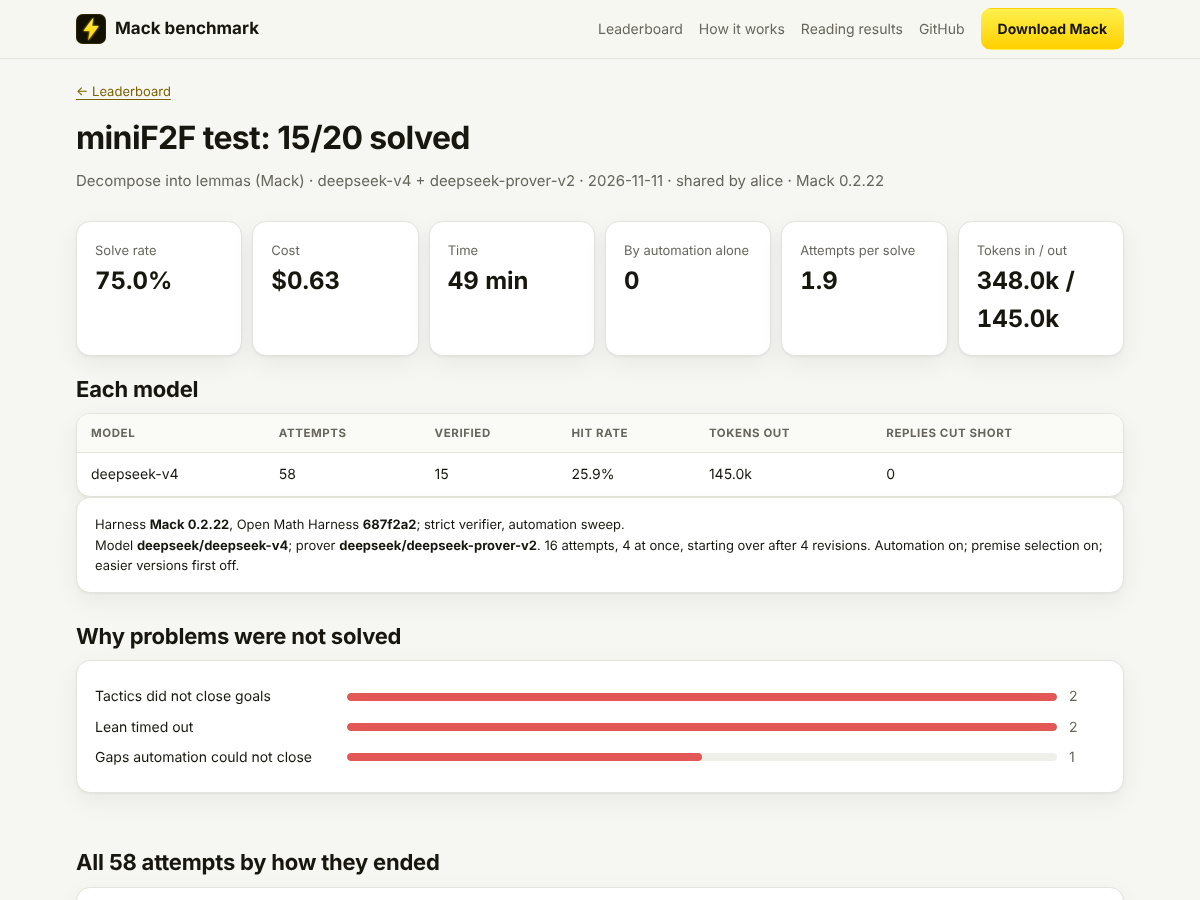 Mack benchmark
Leaderboard
How it works
Reading results
GitHub
Download Mack
← Leaderboard
miniF2F test: 15/20 solved
Decompose into lemmas (Mack) · deepseek-v4 + deepseek-prover-v2 · 2026-11-11 · shared by alice · Mack 0.2.22
Solve rate
75.0%
Cost
$0.63
Time
49 min
By automation alone
0
Attempts per solve
1.9
Tokens in / out
348.0k /
145.0k
Each model
MODEL ATTEMPTS VERIFIED HIT RATE TOKENS OUT REPLIES CUT SHORT
deepseek-v4 58 15 25.9% 145.0k 0
Harness Mack 0.2.22, Open Math Harness 687f2a2; strict verifier, automation sweep.
Model deepseek/deepseek-v4; prover deepseek/deepseek-prover-v2. 16 attempts, 4 at once, starting over after 4 revisions. Automation on; premise selection on;
easier versions first off.
Why problems were not solved
Tactics did not close goals 2
Lean timed out 2
Gaps automation could not close 1
All 58 attempts by how they ended